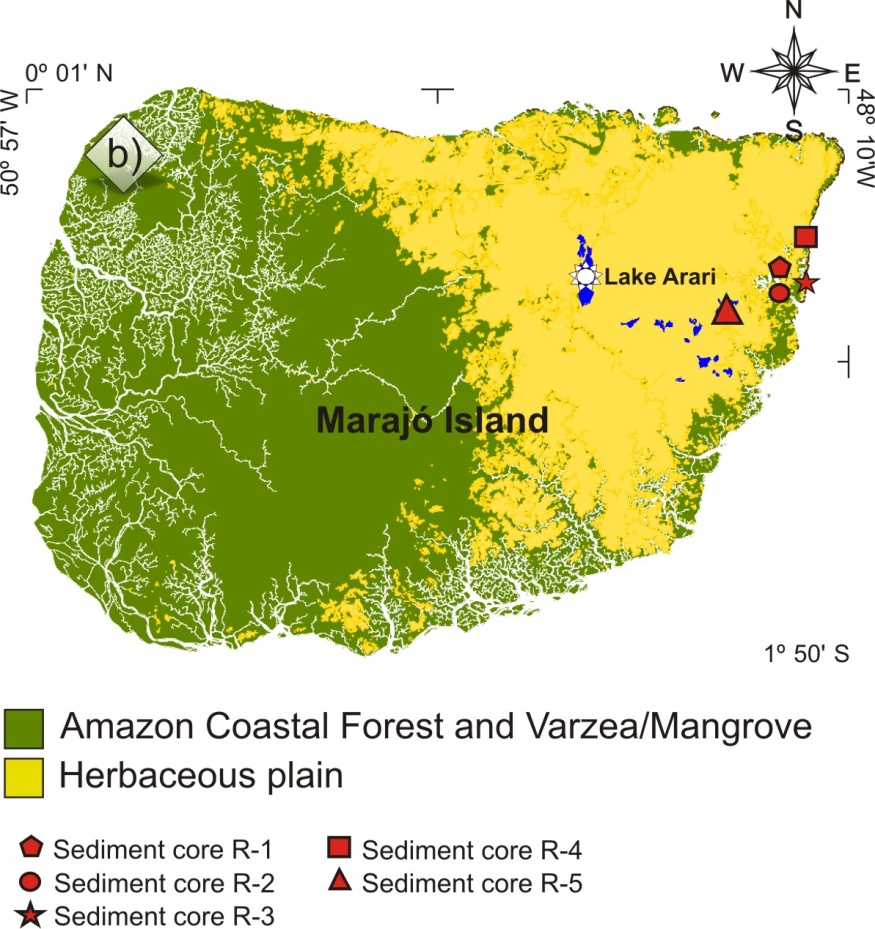 N
0º 01' N
W
E
50º 57' W
48º 10'W
S
b)
Lake Arari
Marajó Island
1º 50' S
Amazon Coastal Forest and Varzea/Mangrove
Herbaceous plain
Sediment core R-1
Sediment core R-4
Sediment core R-2
Sediment core R-5
Sediment core R-3